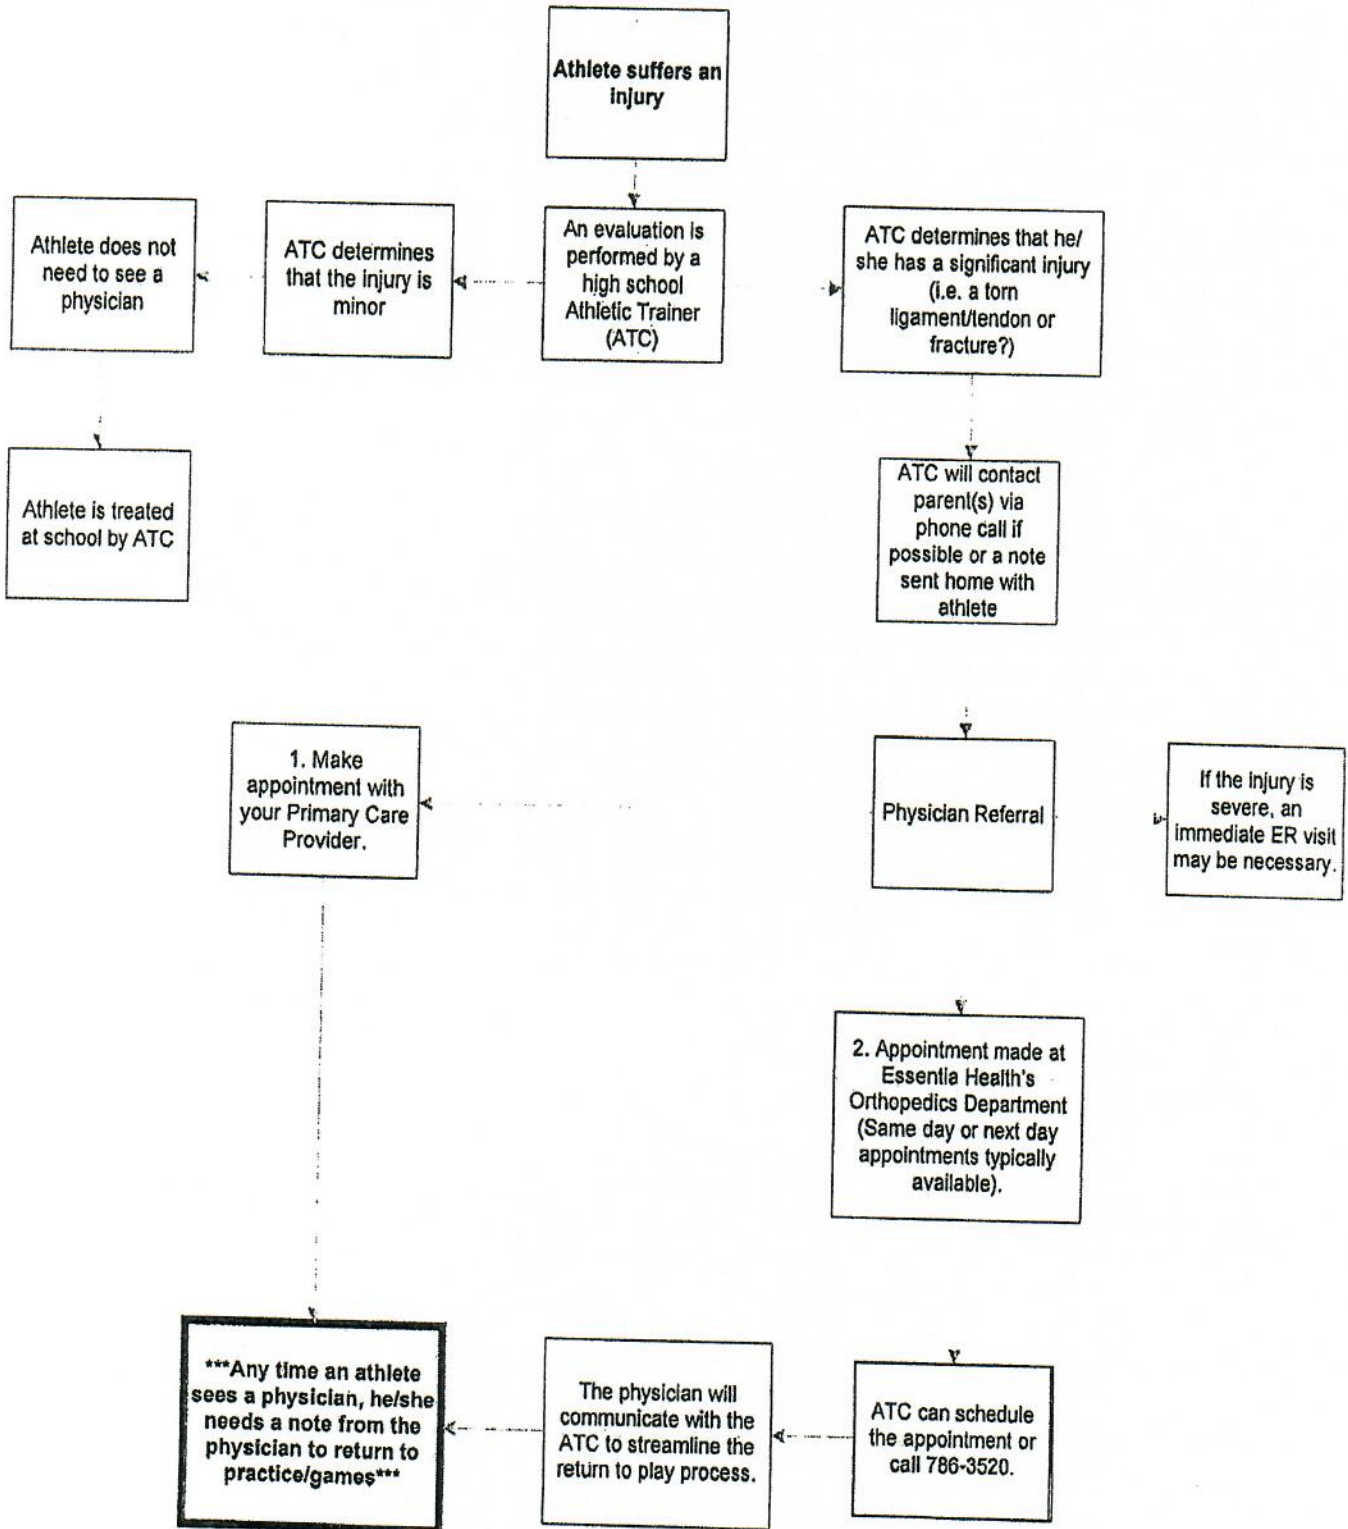 Athlete suffers an
injury
Athlete does not
need to see a
physician
ATC determines
that the injury is
minor
An evaluation is
performed by a
high school
Athletic Trainer
(ATC)
ATC determines that he/
she has a significant injury
(i.e. a torn
ligament/tendon or
fracture?)
Athlete is treated
at school by ATC
ATC will contact
parent(s) via
phone call if
possible or a note
sent home with
athlete
1. Make
appointment with
your Primary Care
Provider.
Physician Referral
If the injury is
severe, an
immediate ER visit
may be necessary.
2. Appointment made at
Essentia Health's
Orthopedics Department
(Same day or next day
appointments typically
available).
***Any time an athlete
sees a physician, he/she
needs a note from the
physician to return to
practice/games***
The physician will
communicate with the
ATC to streamline the
return to play process.
ATC can schedule
the appointment or
call 786-3520.